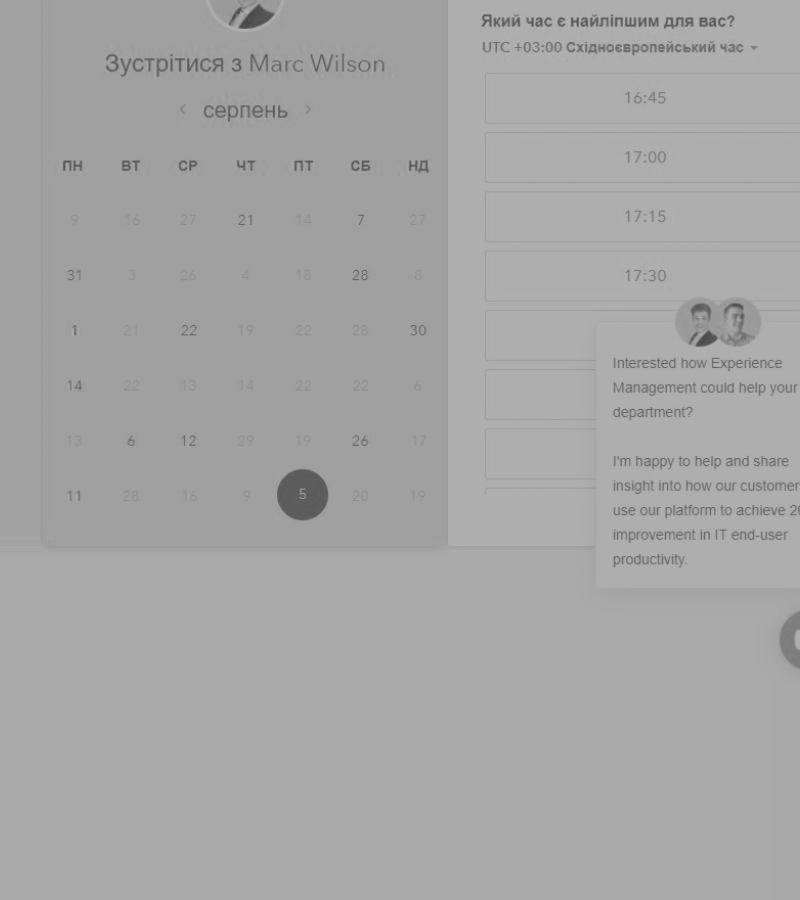 Зустрітися з Marc Wilson
серпень
ПН ВТ СР ЧТ ПТ СБ НД
9 16 27 21 14 7 27
31 3 26 4 18 28 8
1 21 22 19 22 28 30
14 22 13 14 22 22 6
13 6 12 29 19 26 17
11 28 16 9 5 20 19
Який час є найліпшим для вас?
UTC +03:00 Східноєвропейський час
16:45
17:00
17:15
17:30
Interested how Experience
Management could help your
department?
I'm happy to help and share
insight into how our customer
use our platform to achieve 2
improvement in IT end-user
productivity.